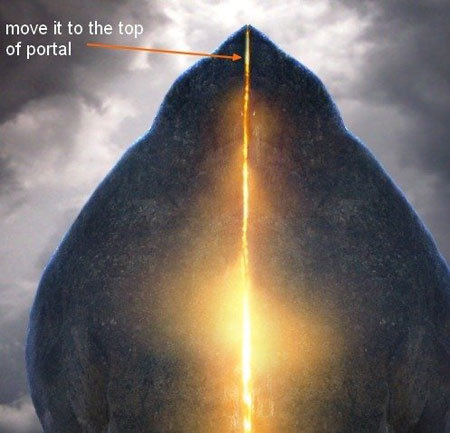 move it to the top
of portal